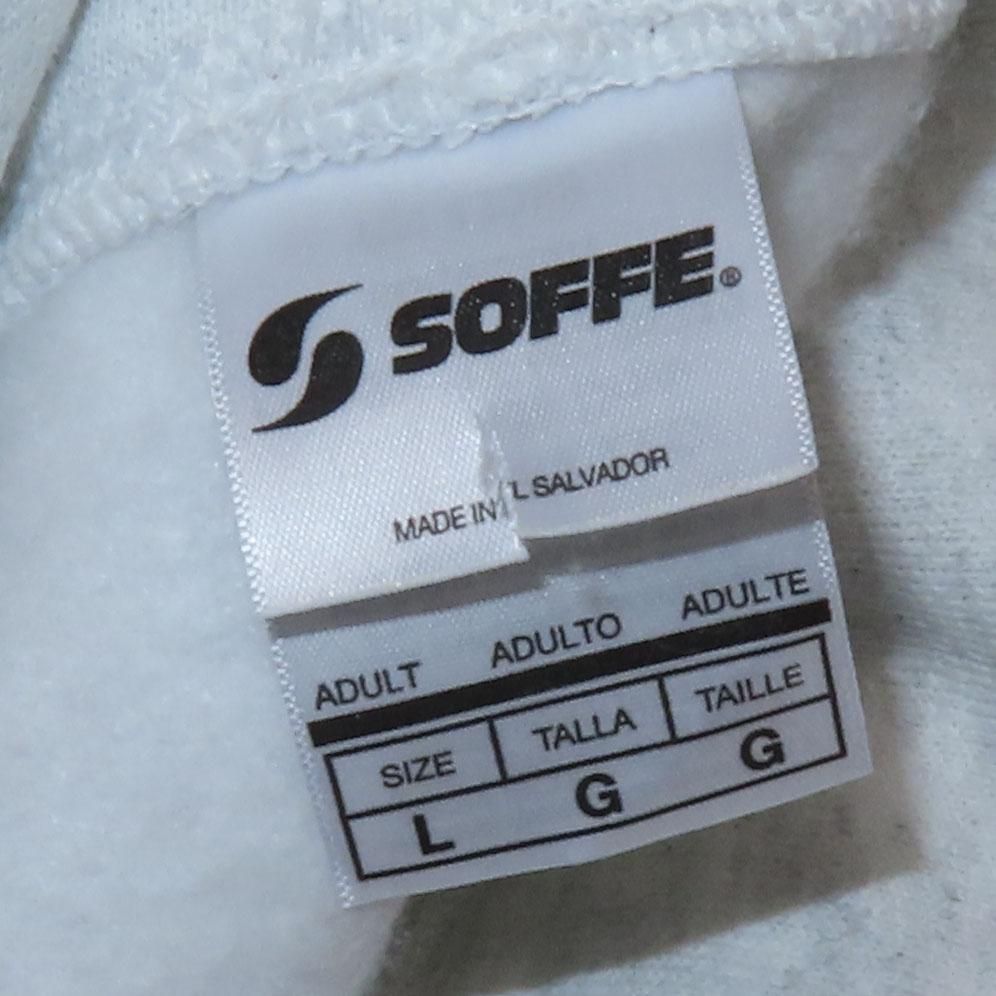 SOFFE®
MADE IN L SALVADOR
ADULT ADULTO ADULTE
SIZE TALLA TAILLE
L G G